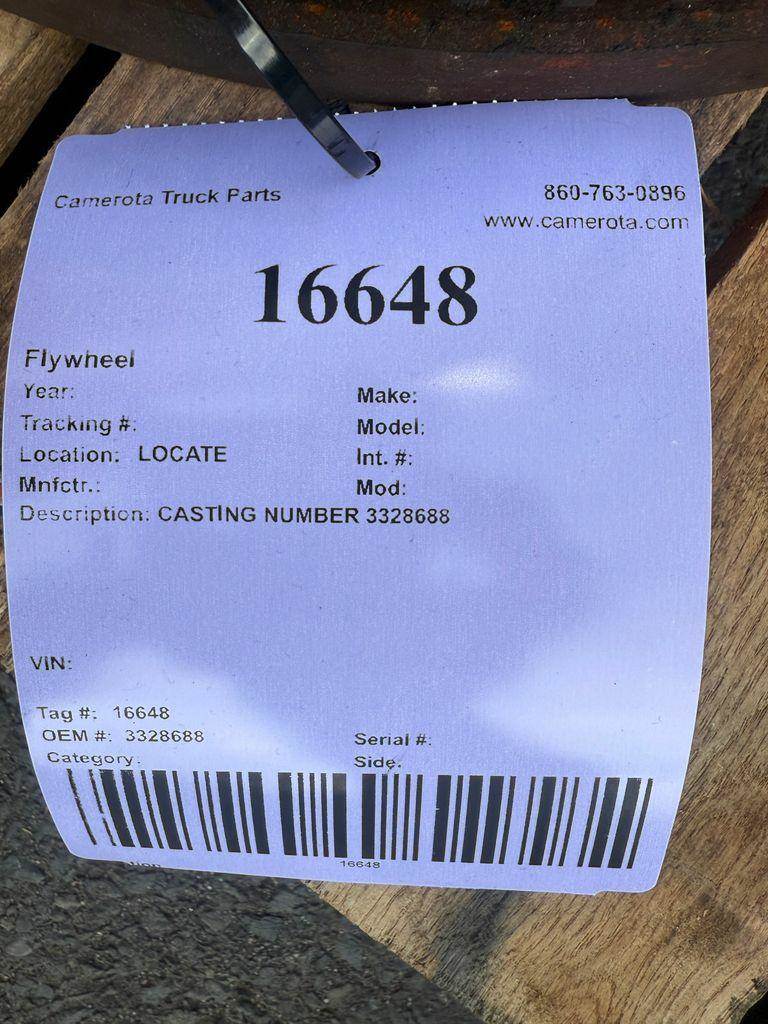 Camerota Truck Parts
860-763-0896
www.camerota.com
16648
Flywheel
Year:
Make:
Tracking #:
Model:
Location: LOCATE
Int. #:
Mnfctr.:
Mod:
Description: CASTING NUMBER 3328688
VIN:
Tag #: 16648
OEM #: 3328688
Serial #:
Category:
Side:
16648